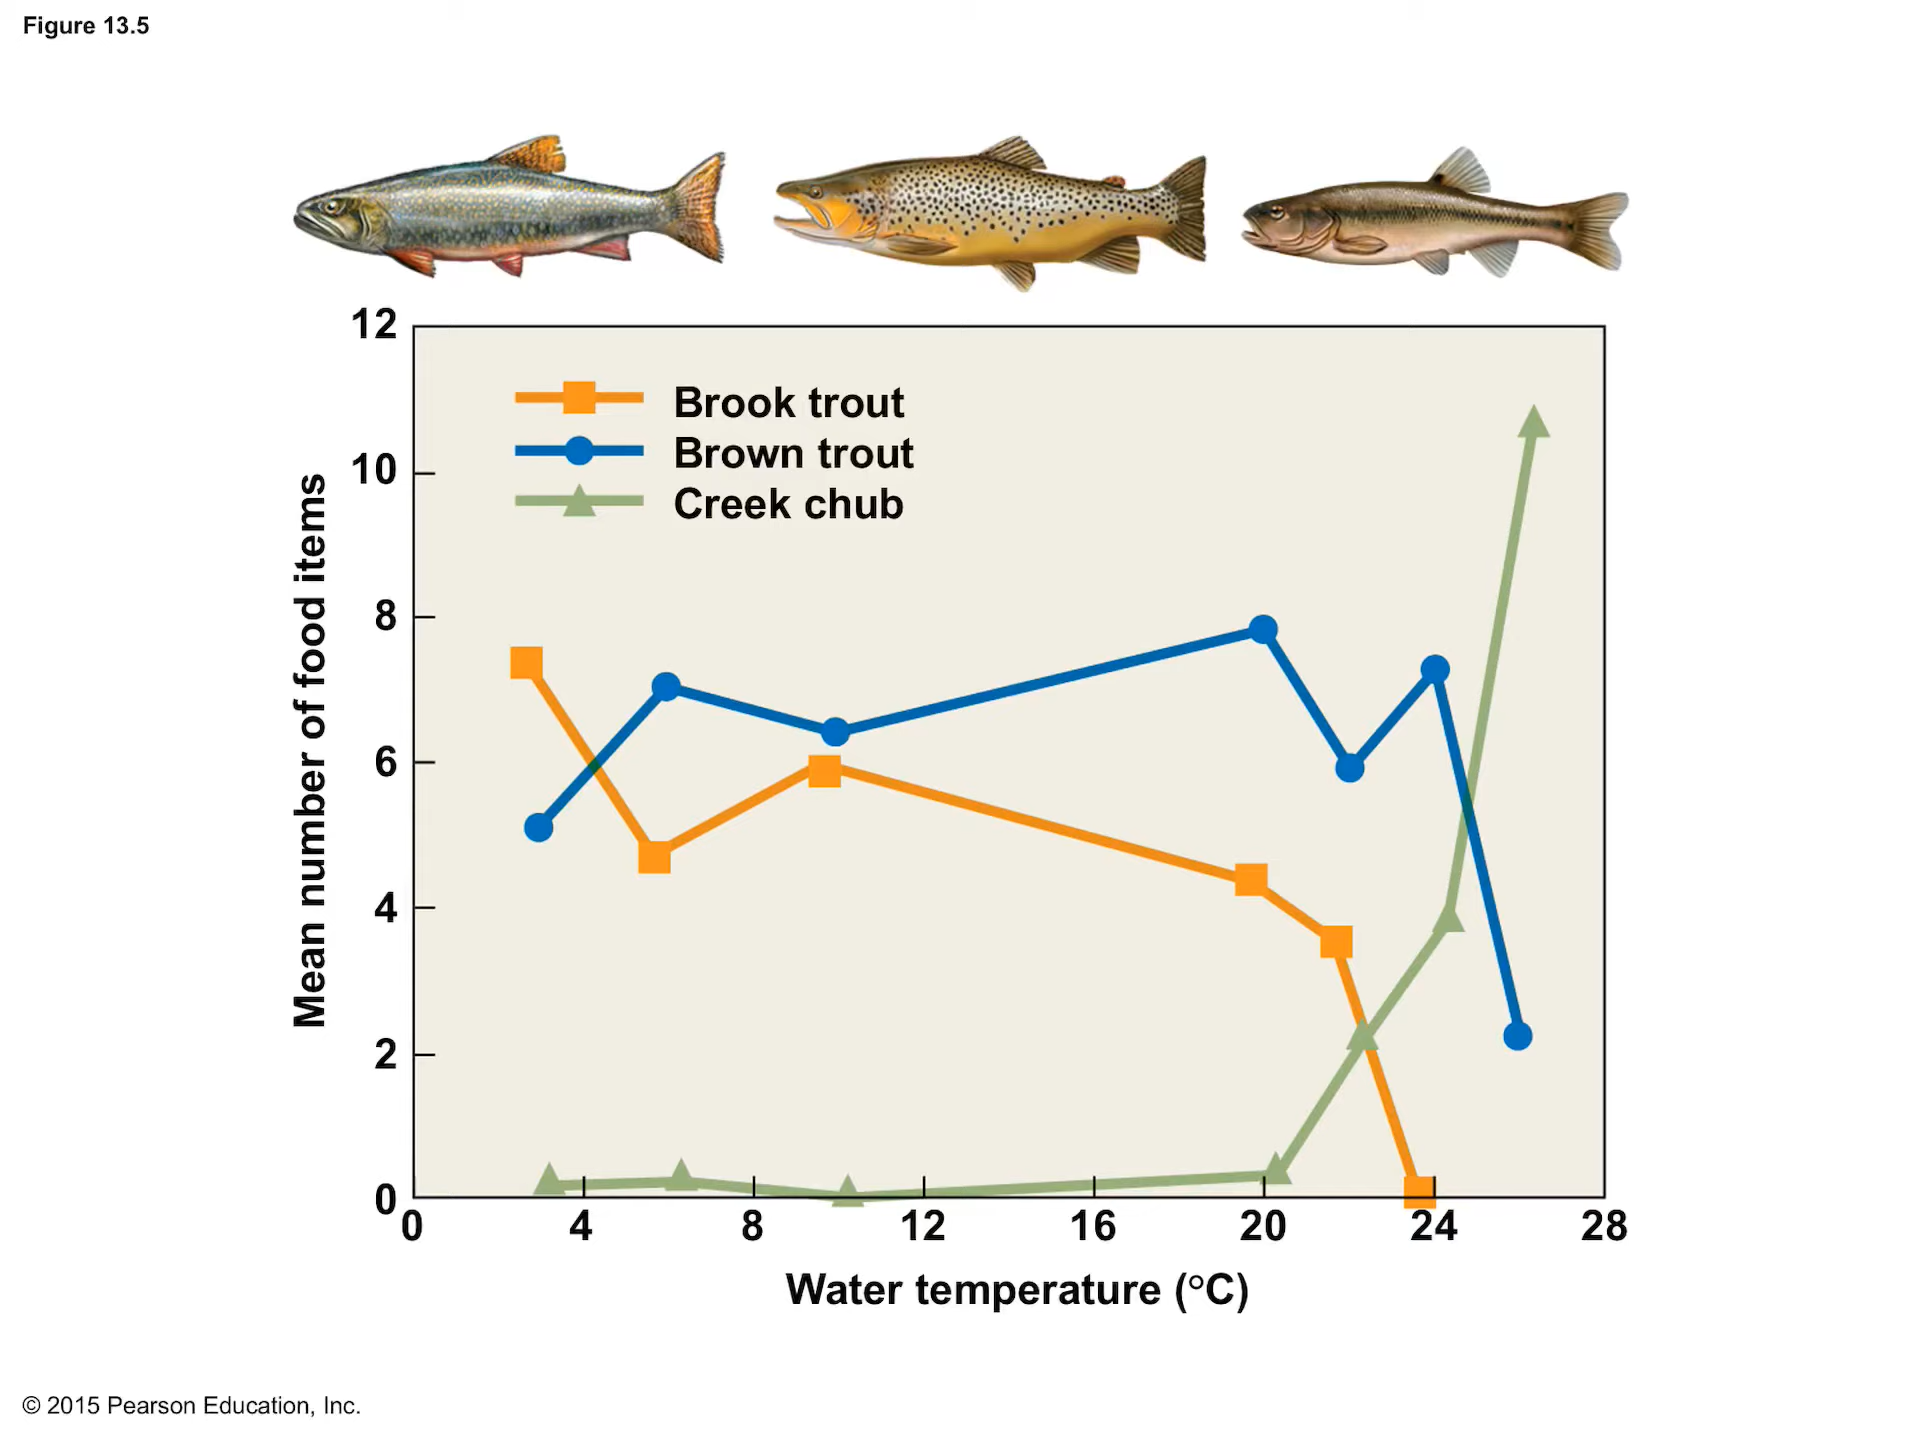 Figure 13.5
12
10
8
6
4
2
0
Mean number of food items
Brook trout
Brown trout
Creek chub
0 4 8 12 16 20 24 28
Water temperature (°C)
© 2015 Pearson Education, Inc.